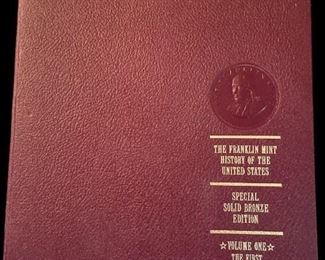 THE FRANKLIN MINT
HISTORY OF THE
UNITED STATES
SPECIAL
SOLID BRONZE
EDITION
☆VOLUME ONE☆
THE FIRST